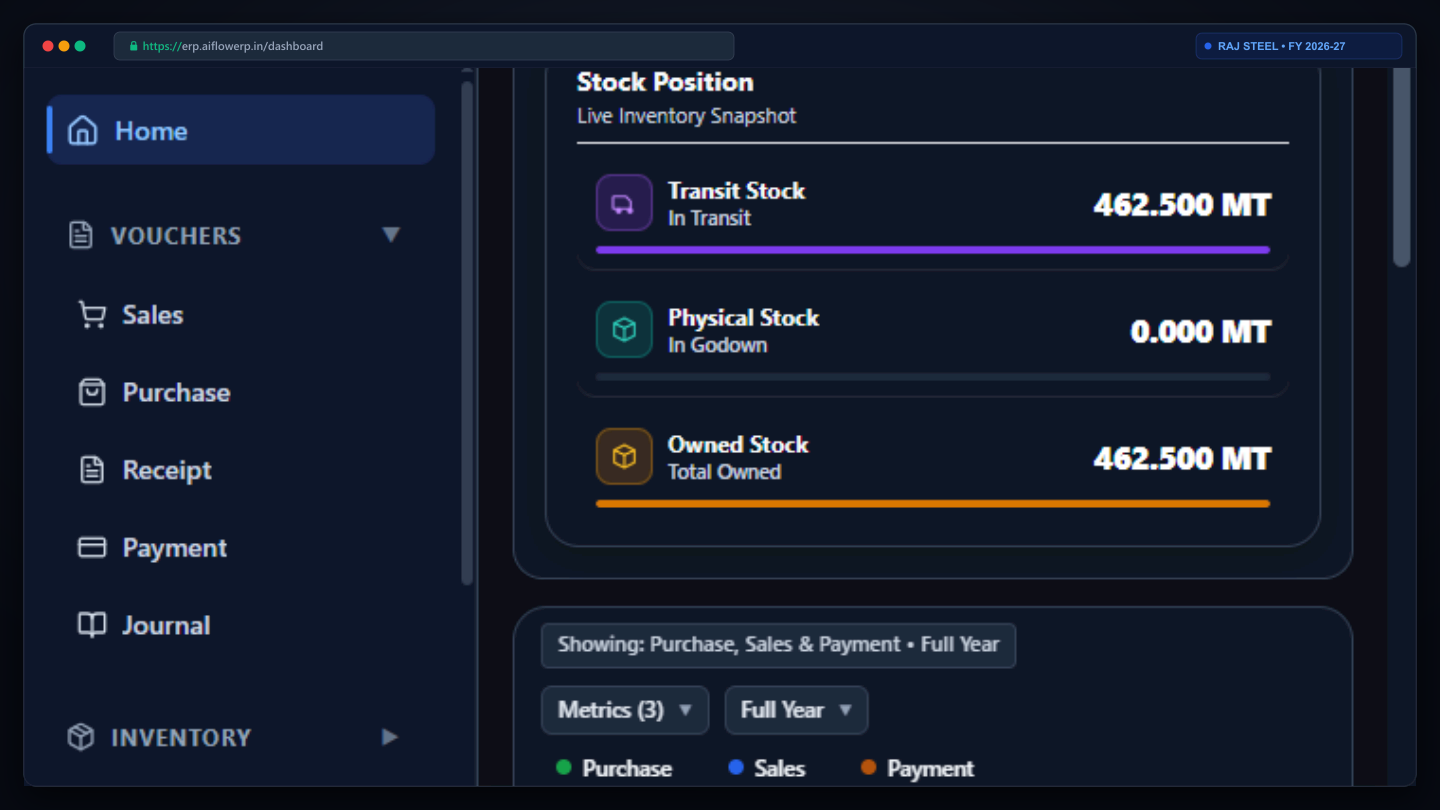 https://erp.aiflowerp.in/dashboard
RAJ STEEL • FY 2026-27
Home
VOUCHERS
Sales
Purchase
Receipt
Payment
Journal
INVENTORY
Stock Position
Live Inventory Snapshot
Transit Stock
In Transit
462.500 MT
Physical Stock
In Godown
0.000 MT
Owned Stock
Total Owned
462.500 MT
Showing: Purchase, Sales & Payment • Full Year
Metrics (3)
Full Year
Purchase
Sales
Payment